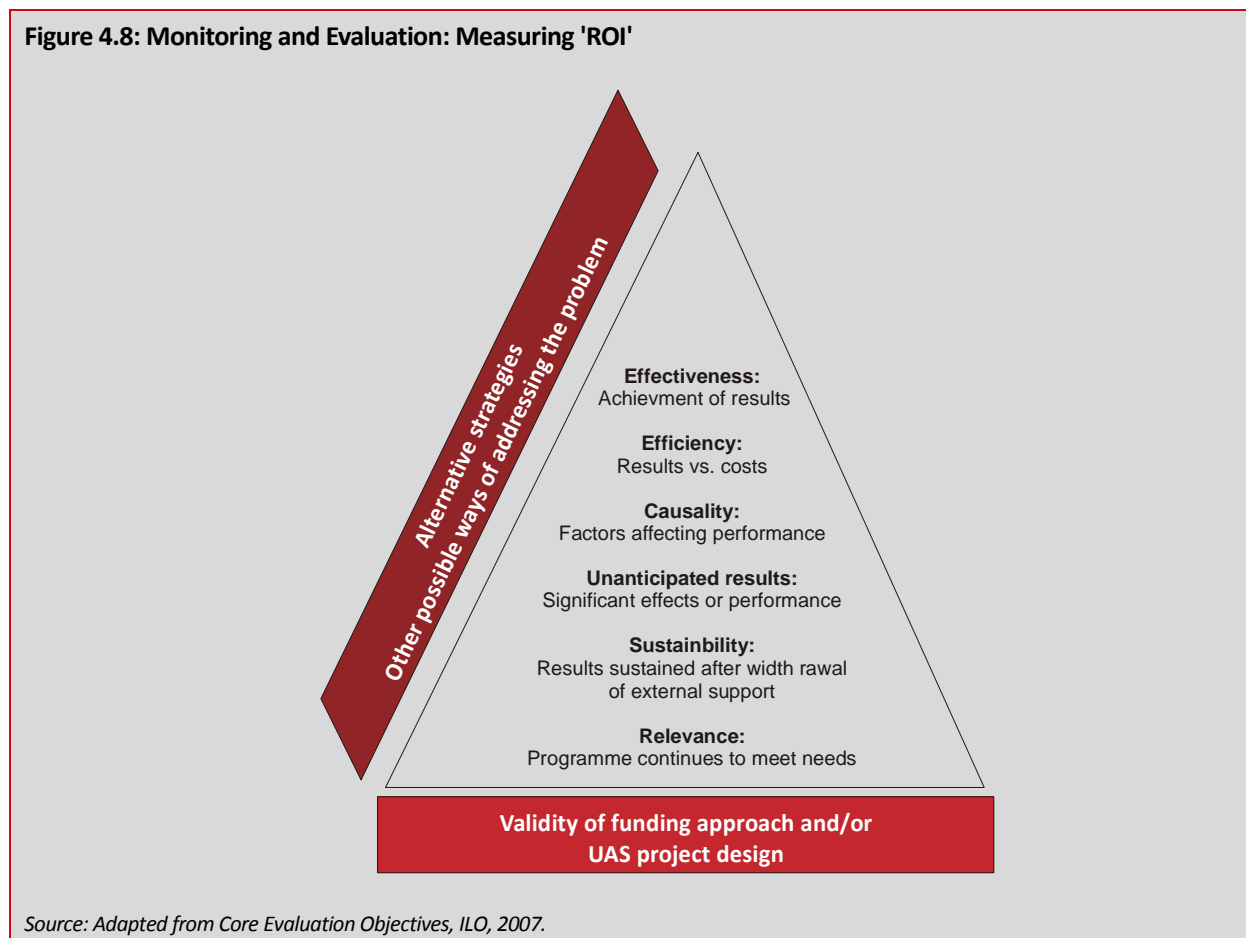 Figure 4.8: Monitoring and Evaluation: Measuring 'ROI'
Alternative strategies
Other possible ways of addressing the problem
Effectiveness:
Achievment of results
Efficiency:
Results vs. costs
Causality:
Factors affecting performance
Unanticipated results:
Significant effects or performance
Sustainbility:
Results sustained after width rawal
of external support
Relevance:
Programme continues to meet needs
Validity of funding approach and/or
UAS project design
Source: Adapted from Core Evaluation Objectives, ILO, 2007.